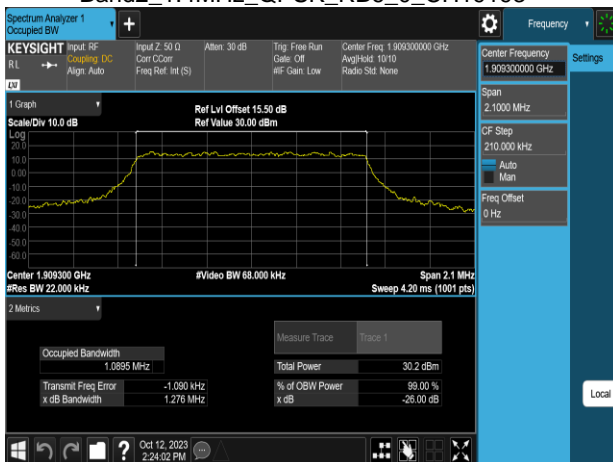 Spectrum Analyzer 1
Occupied BW
+
Frequency
KEYSIGHT
Input: RF
Input Z: 50 Ω
Atten: 30 dB
Trig: Free Run
Center Freq: 1.909300000 GHz
RL
Coupling: DC
Corr CCorr
Gate: Off
Avg|Hold: 10/10
Align: Auto
Freq Ref: Int (S)
#IF Gain: Low
Radio Std: None
LXI
Center Frequency
1.909300000 GHz
Settings
Span
2.1000 MHz
CF Step
210.000 kHz
Auto
Man
Freq Offset
0 Hz
1 Graph
Ref Lvl Offset 15.50 dB
Scale/Div 10.0 dB
Ref Value 30.00 dBm
Log
20.0
10.0
0.00
-10.0
-20.0
-30.0
-40.0
-50.0
-60.0
Center 1.909300 GHz
#Video BW 68.000 kHz
Span 2.1 MHz
#Res BW 22.000 kHz
Sweep 4.20 ms (1001 pts)
2 Metrics
Measure Trace
Trace 1
Occupied Bandwidth
1.0895 MHz
Total Power
30.2 dBm
Transmit Freq Error
-1.090 kHz
% of OBW Power
99.00 %
x dB Bandwidth
1.276 MHz
x dB
-26.00 dB
Local
?
Oct 12, 2023
2:24:02 PM